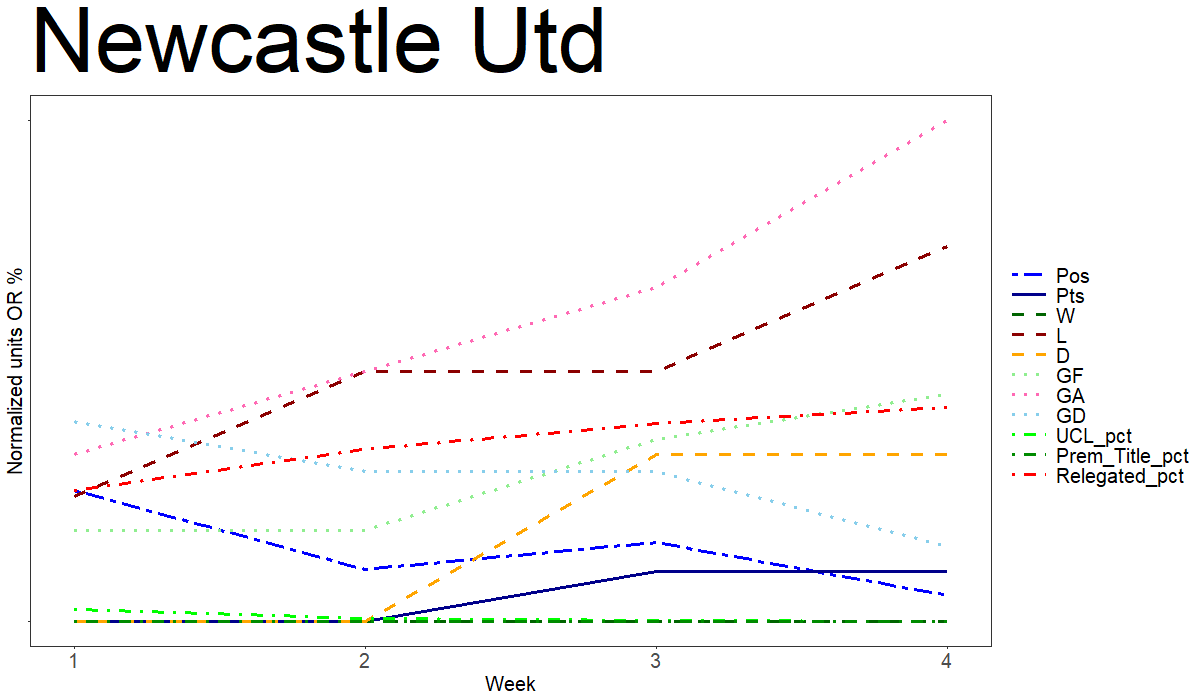 Newcastle Utd
Normalized units OR %
Pos
Pts
W
L
D
GF
GA
GD
UCL_pct
Prem_Title_pct
Relegated_pct
1
2
3
4
Week